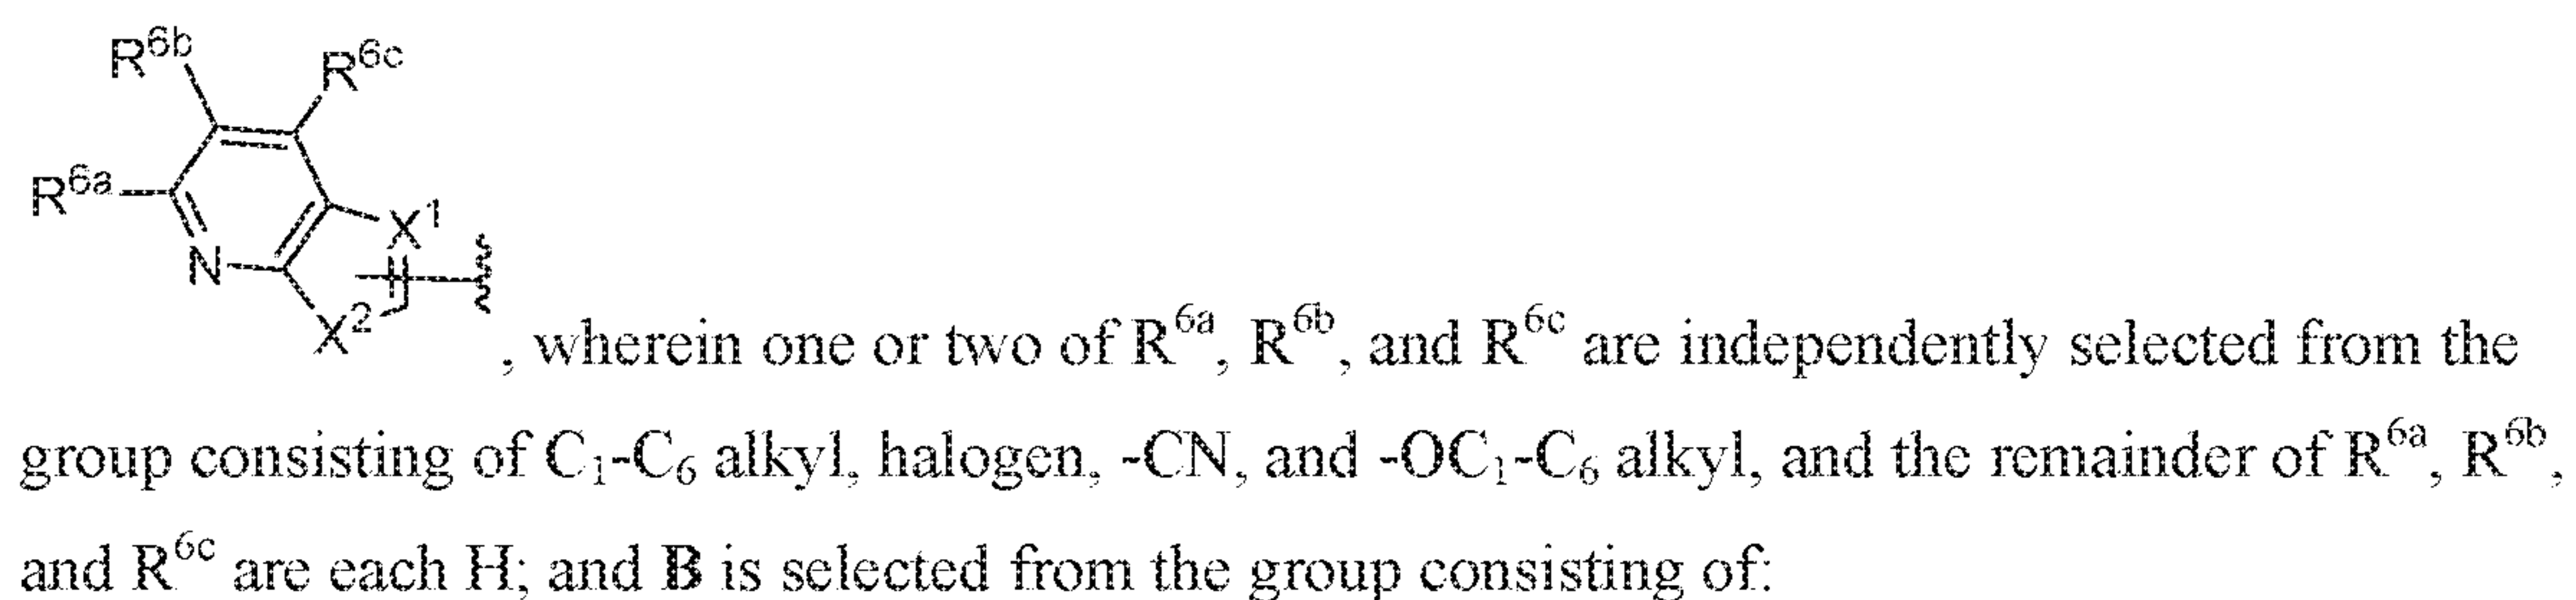 R6b
R6c
R6a
X1
N
X2
, wherein one or two of R6a, R6b, and R6c are independently selected from the
group consisting of C1-C6 alkyl, halogen, -CN, and -OC1-C6 alkyl, and the remainder of R6a, R6b,
and R6c are each H; and B is selected from the group consisting of: